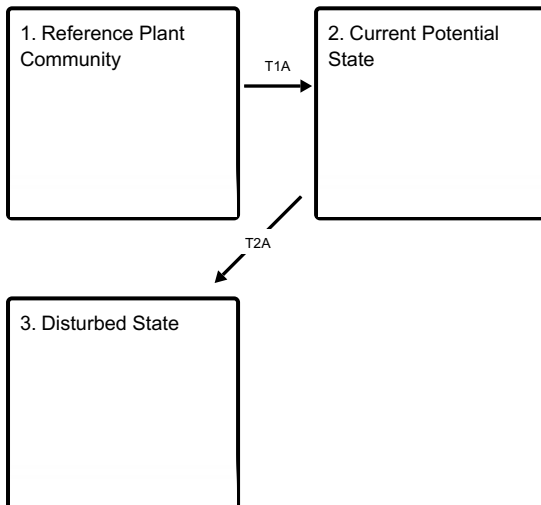 1. Reference Plant
Community
T1A
2. Current Potential
State
T2A
3. Disturbed State